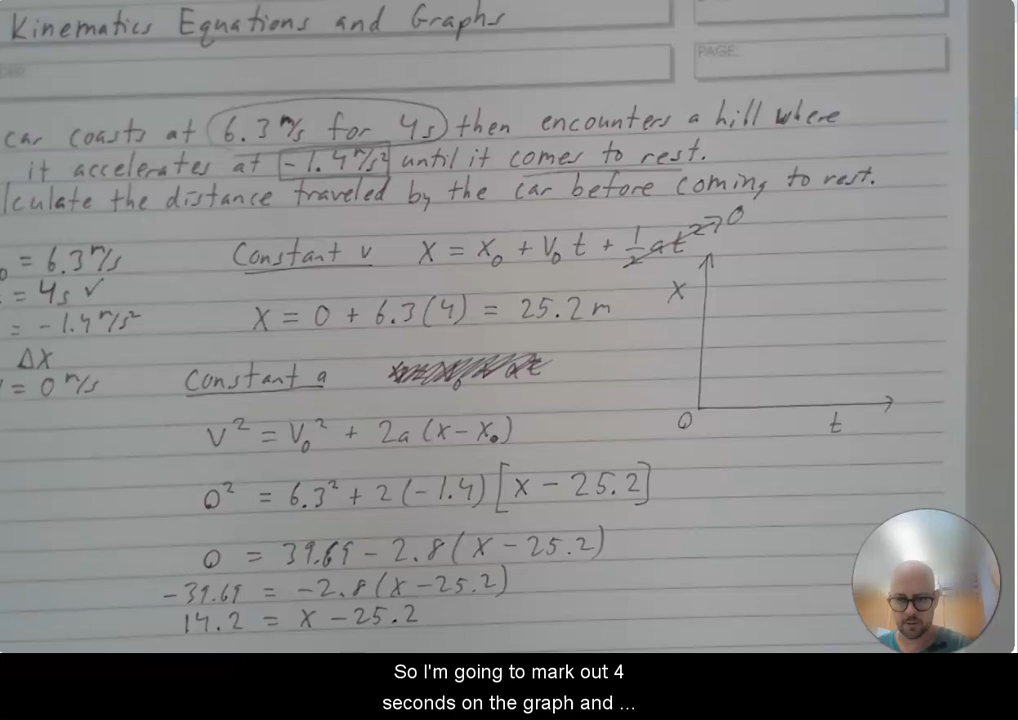 Kinematics Equations and Graphs
PAGE:
car coasts at 6.3 m/s for 4s then encounters a hill where
it accelerates at -1.4 m/s² until it comes to rest.
lculate the distance traveled by the car before coming to rest.
0 = 6.3 m/s
= 4s ✓
= -1.4 m/s²
Δx
= 0 m/s
Constant v x = x₀ + v₀t + ½at² → 0
x = 0 + 6.3(4) = 25.2 m
Constant a
v² = v₀² + 2a(x-x₀)
0² = 6.3² + 2(-1.4)[x - 25.2]
0 = 39.69 - 2.8(x - 25.2)
-39.69 = -2.8(x - 25.2)
14.2 = x - 25.2
x
0 t
So I'm going to mark out 4
seconds on the graph and ...